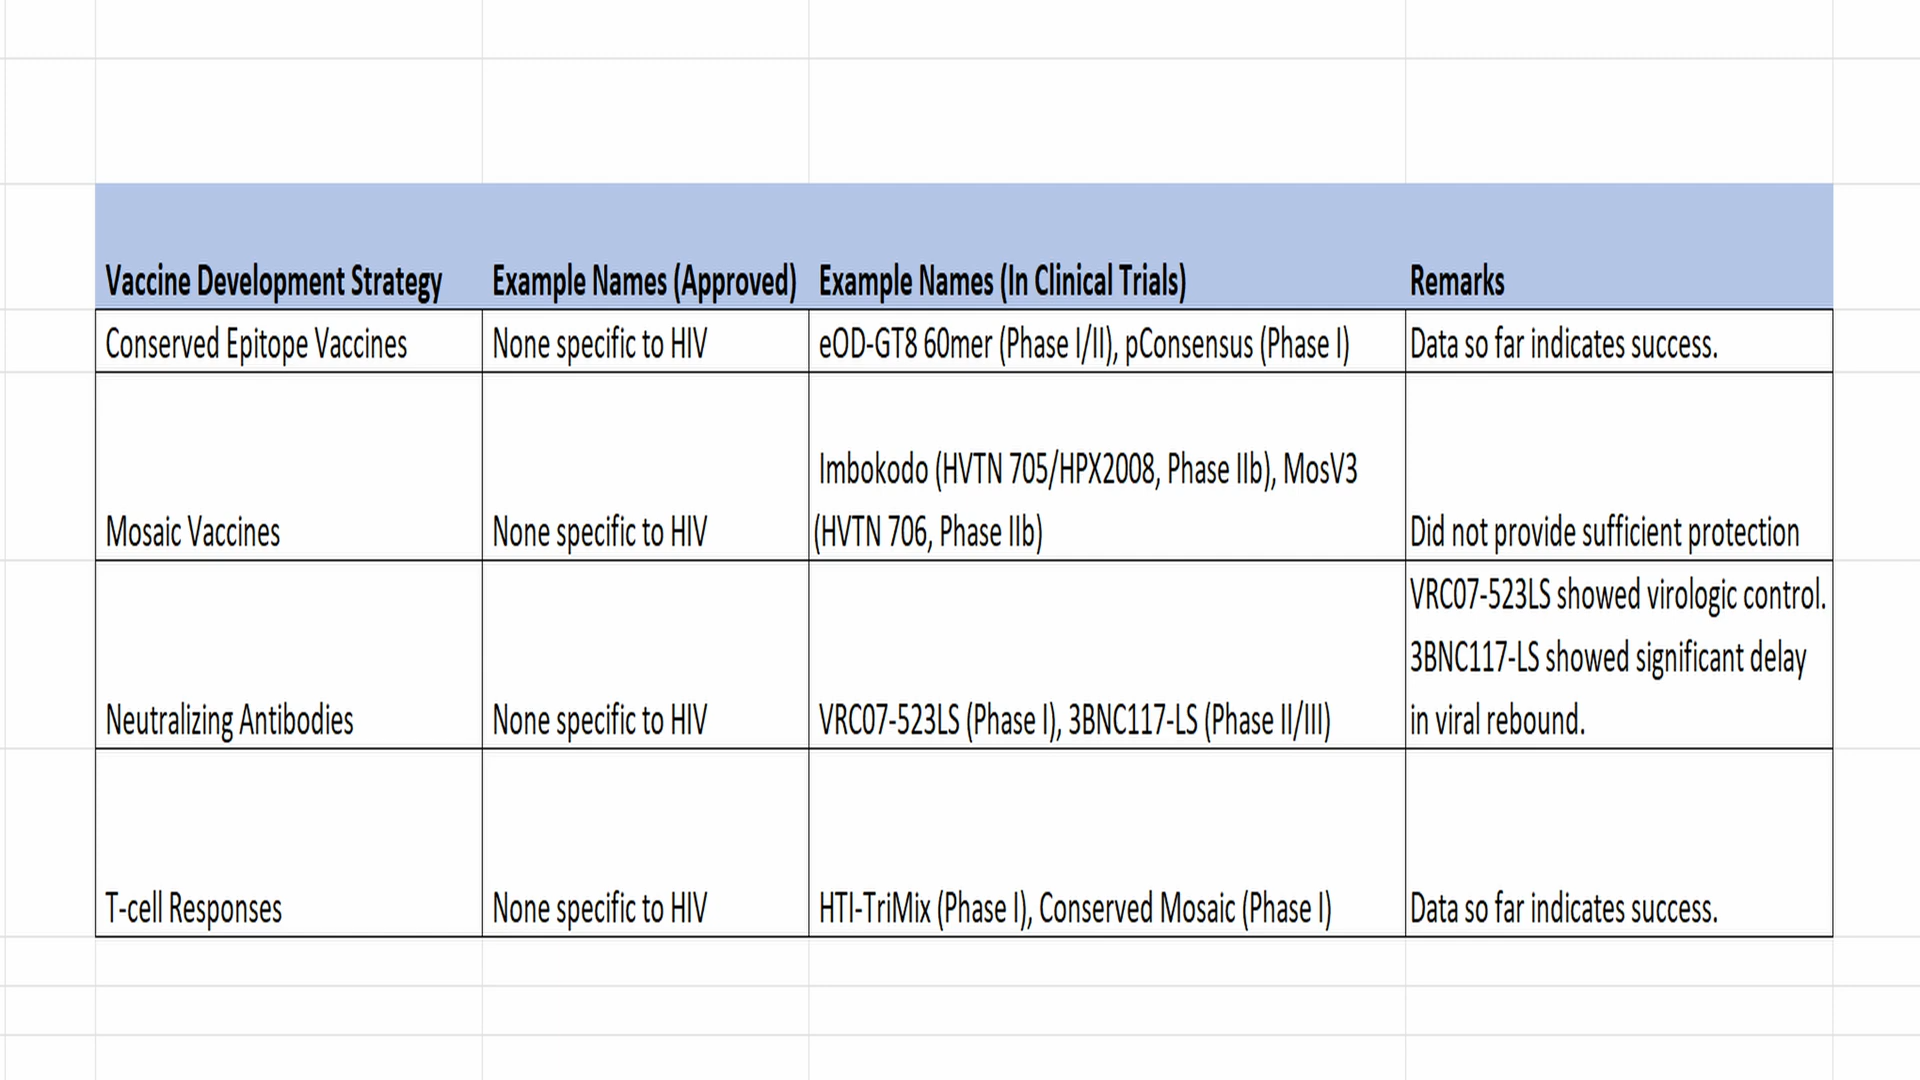 Vaccine Development Strategy Example Names (Approved) Example Names (In Clinical Trials) Remarks
Conserved Epitope Vaccines None specific to HIV eOD-GT8 60mer (Phase I/II), pConsensus (Phase I) Data so far indicates success.
Imbokodo (HVTN 705/HPX2008, Phase IIb), MosV3
Mosaic Vaccines None specific to HIV (HVTN 706, Phase IIb) Did not provide sufficient protection
VRC07-523LS showed virologic control.
3BNC117-LS showed significant delay
Neutralizing Antibodies None specific to HIV VRC07-523LS (Phase I), 3BNC117-LS (Phase II/III) in viral rebound.
T-cell Responses None specific to HIV HTI-TriMix (Phase I), Conserved Mosaic (Phase I) Data so far indicates success.